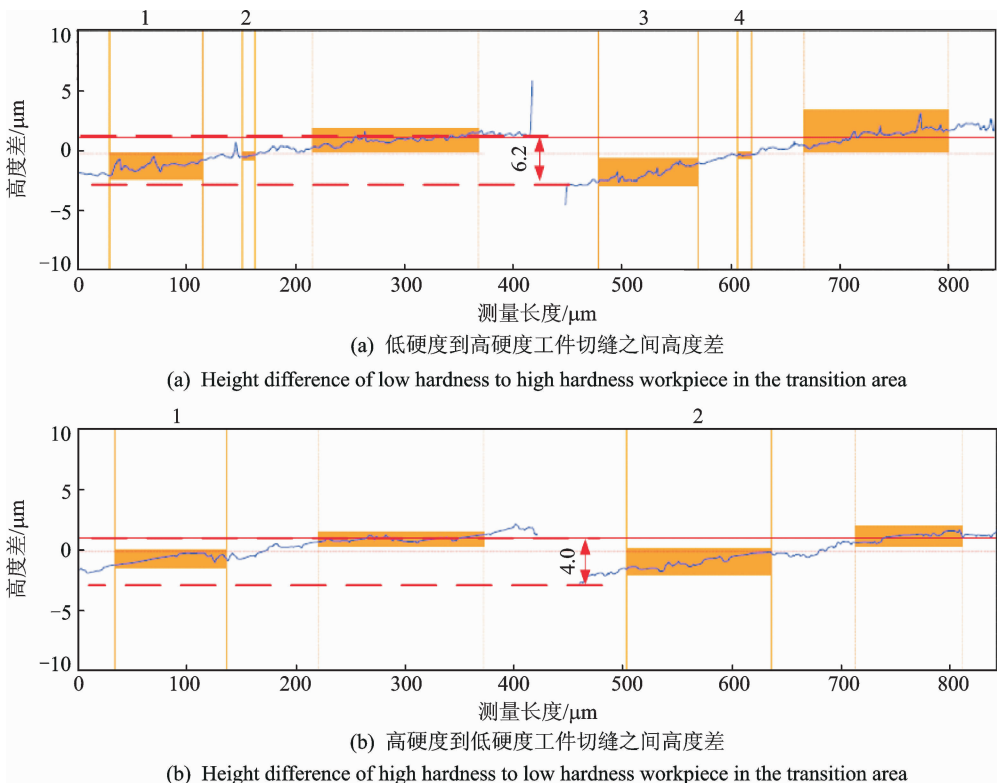 1 2 3 4
10
5
0
−5
−10
高度差/μm
6.2
0 100 200 300 400 500 600 700 800
测量长度/μm
(a) 低硬度到高硬度工件切缝之间高度差
(a) Height difference of low hardness to high hardness workpiece in the transition area
1 2
10
5
0
−5
−10
高度差/μm
4.0
0 100 200 300 400 500 600 700 800
测量长度/μm
(b) 高硬度到低硬度工件切缝之间高度差
(b) Height difference of high hardness to low hardness workpiece in the transition area